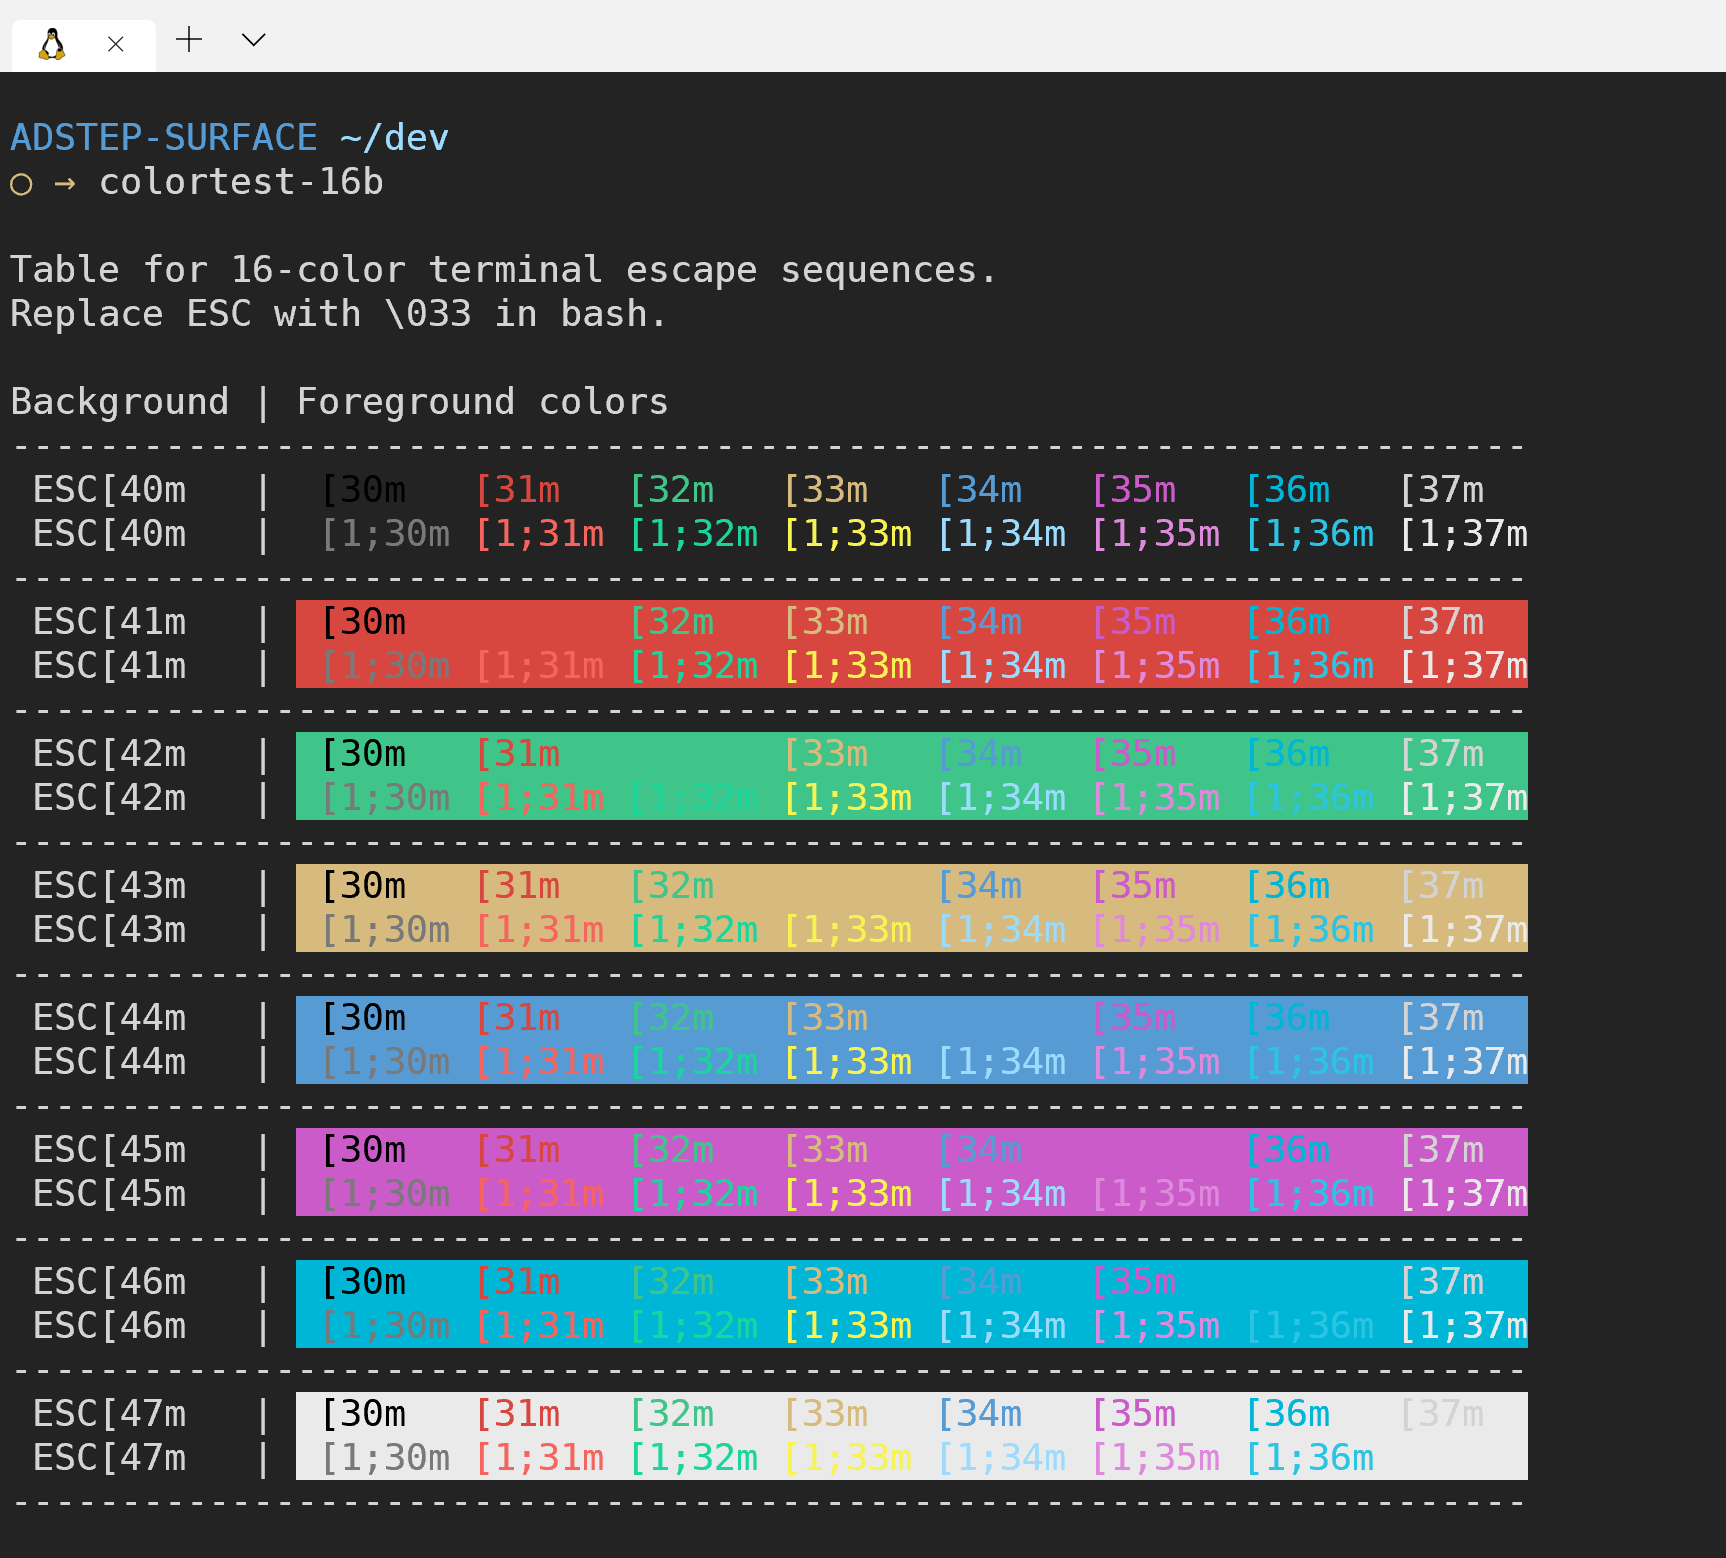 ADSTEP-SURFACE ~/dev
○ → colortest-16b
Table for 16-color terminal escape sequences.
Replace ESC with \033 in bash.
Background | Foreground colors
---------------------------------------------------------------------
ESC[40m | [30m [31m [32m [33m [34m [35m [36m [37m
ESC[40m | [1;30m [1;31m [1;32m [1;33m [1;34m [1;35m [1;36m [1;37m
---------------------------------------------------------------------
ESC[41m | [30m [32m [33m [34m [35m [36m [37m
ESC[41m | [1;30m [1;31m [1;32m [1;33m [1;34m [1;35m [1;36m [1;37m
---------------------------------------------------------------------
ESC[42m | [30m [31m [33m [34m [35m [36m [37m
ESC[42m | [1;30m [1;31m [1;32m [1;33m [1;34m [1;35m [1;36m [1;37m
---------------------------------------------------------------------
ESC[43m | [30m [31m [32m [34m [35m [36m [37m
ESC[43m | [1;30m [1;31m [1;32m [1;33m [1;34m [1;35m [1;36m [1;37m
---------------------------------------------------------------------
ESC[44m | [30m [31m [32m [33m [35m [36m [37m
ESC[44m | [1;30m [1;31m [1;32m [1;33m [1;34m [1;35m [1;36m [1;37m
---------------------------------------------------------------------
ESC[45m | [30m [31m [32m [33m [34m [36m [37m
ESC[45m | [1;30m [1;31m [1;32m [1;33m [1;34m [1;35m [1;36m [1;37m
---------------------------------------------------------------------
ESC[46m | [30m [31m [32m [33m [34m [35m [37m
ESC[46m | [1;30m [1;31m [1;32m [1;33m [1;34m [1;35m [1;36m [1;37m
---------------------------------------------------------------------
ESC[47m | [30m [31m [32m [33m [34m [35m [36m [37m
ESC[47m | [1;30m [1;31m [1;32m [1;33m [1;34m [1;35m [1;36m
---------------------------------------------------------------------